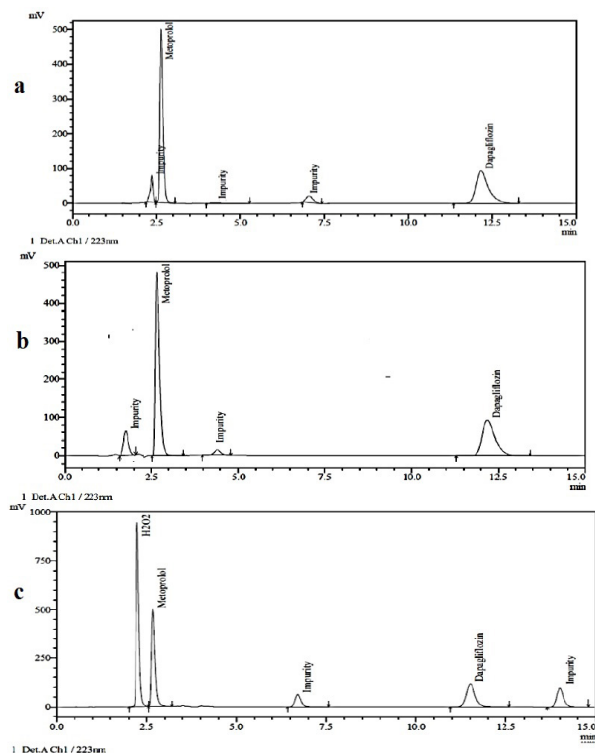 mV
a
500
400
300
200
100
0
Impurity
Metoprolol
Impurity
Impurity
Dapagliflozin
0.0 2.5 5.0 7.5 10.0 12.5 15.0
min
1 Det.A Ch1 / 223nm
mV
b
500
400
300
200
100
0
Impurity
Metoprolol
Impurity
Dapagliflozin
0.0 2.5 5.0 7.5 10.0 12.5 15.0
min
1 Det.A Ch1 / 223nm
mV
c
1000
750
500
250
0
H2O2
Metoprolol
Impurity
Dapagliflozin
Impurity
0.0 2.5 5.0 7.5 10.0 12.5 15.0
min
1 Det.A Ch1 / 223nm